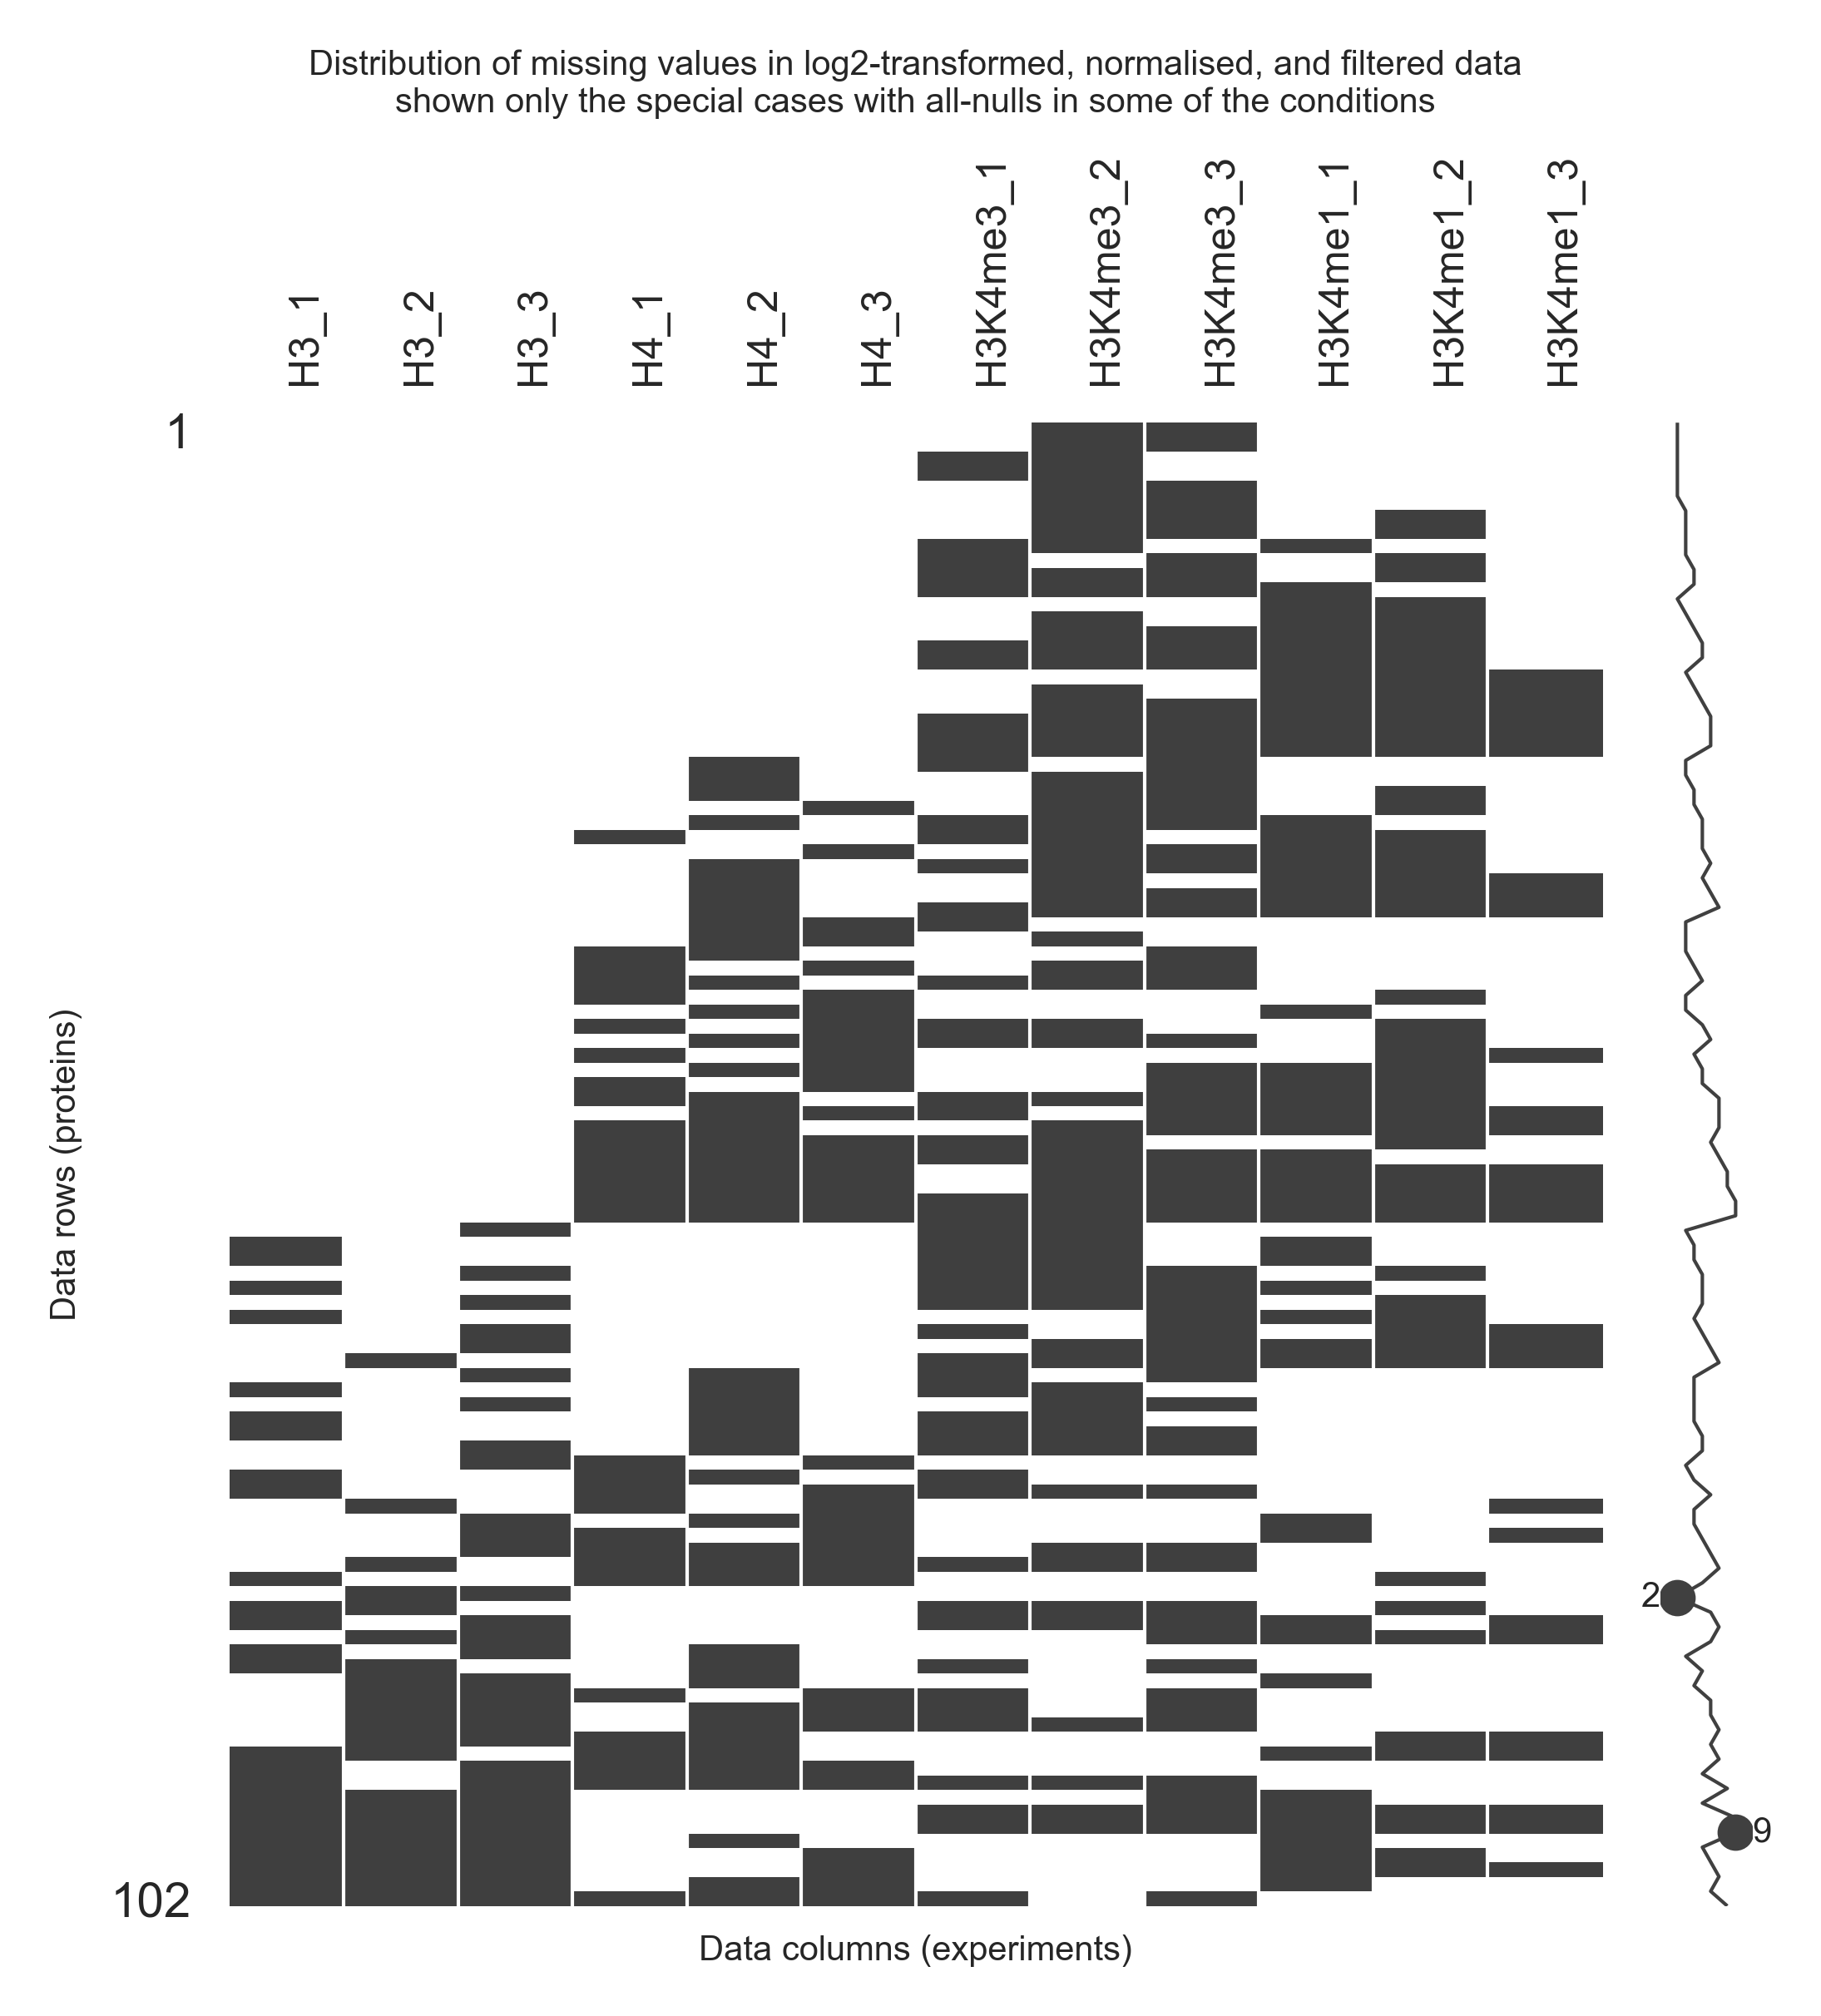 Distribution of missing values in log2-transformed, normalised, and filtered data
shown only the special cases with all-nulls in some of the conditions
H3_1
H3_2
H3_3
H4_1
H4_2
H4_3
H3K4me3_1
H3K4me3_2
H3K4me3_3
H3K4me1_1
H3K4me1_2
H3K4me1_3
1
Data rows (proteins)
2
9
102
Data columns (experiments)